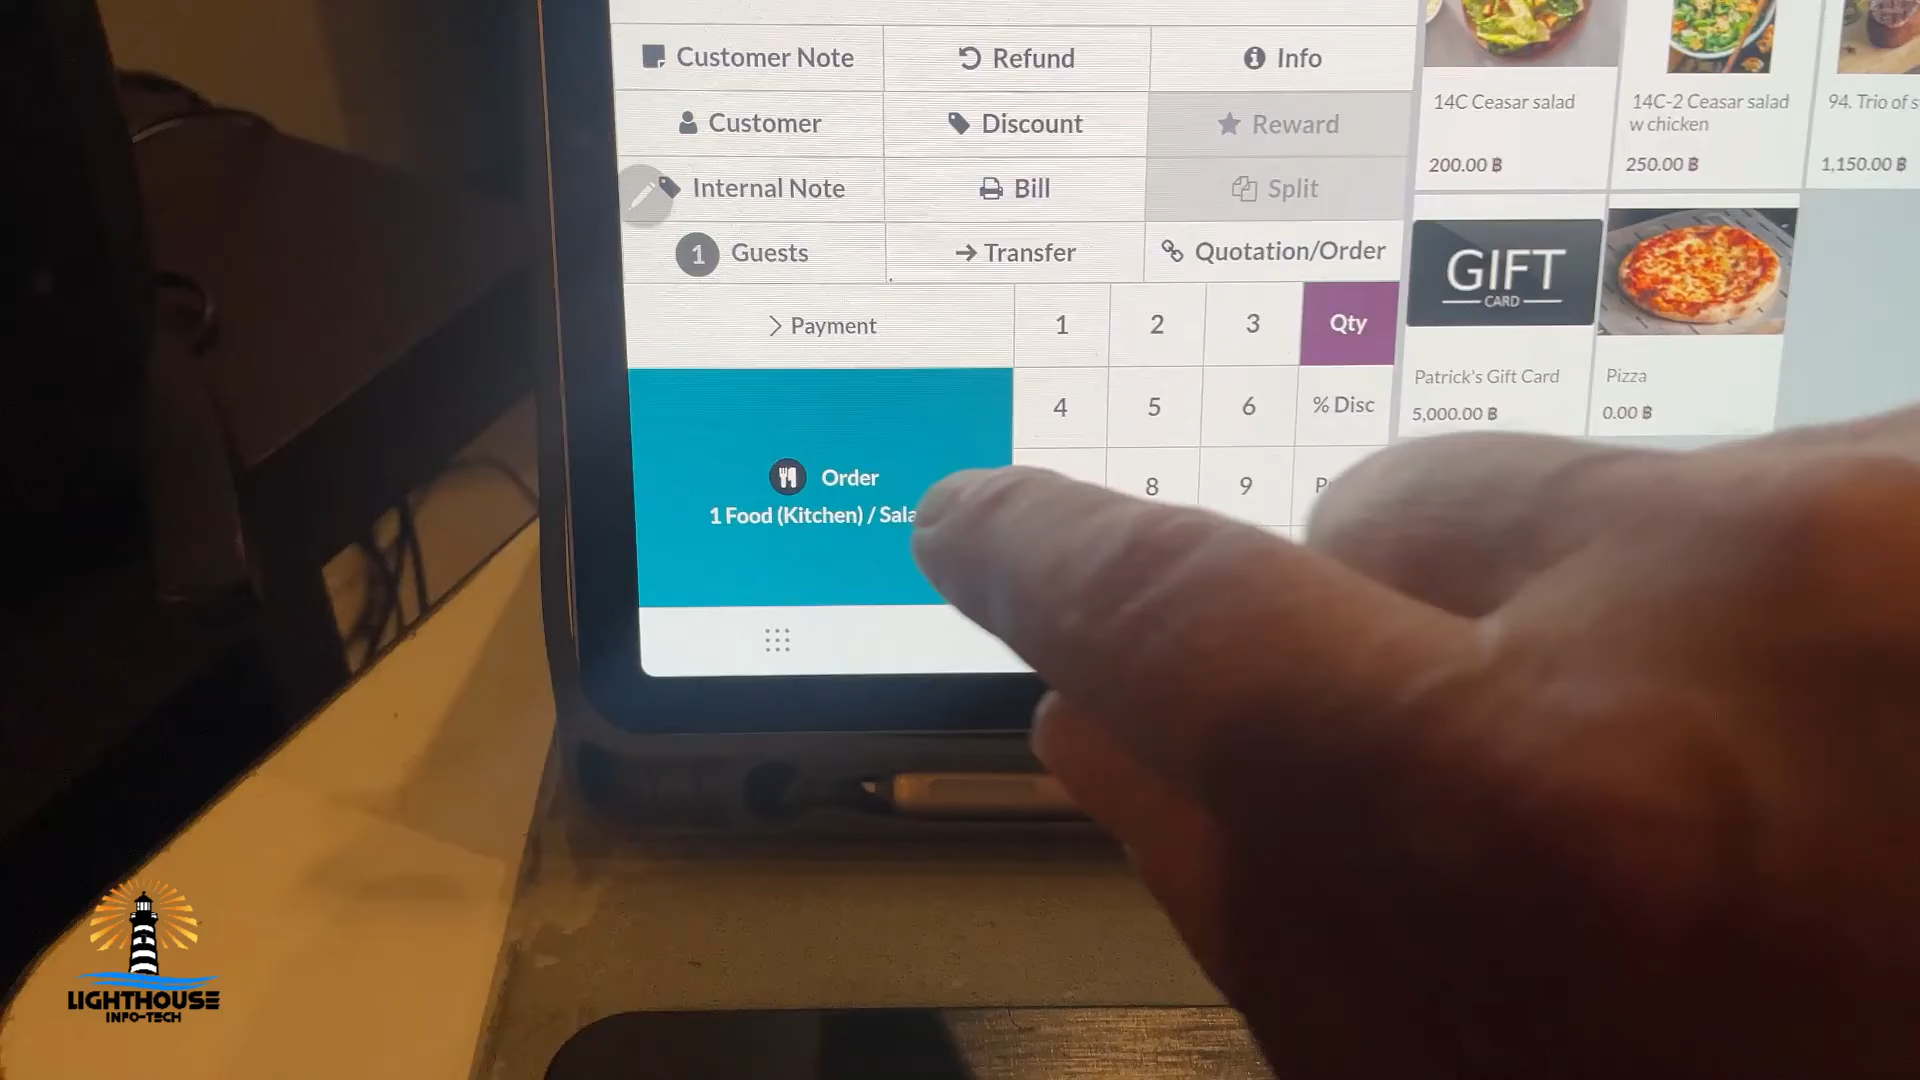 Customer Note
Refund
Info
Customer
Discount
Reward
Internal Note
Bill
Split
1 Guests
Transfer
Quotation/Order
Payment
1
2
3
Qty
4
5
6
% Disc
8
9
Order
1 Food (Kitchen) /
14C Ceasar salad
200.00 ฿
14C-2 Ceasar salad
w chicken
250.00 ฿
94. Trio of
1,150.00 ฿
GIFT
CARD
Patrick's Gift Card
5,000.00 ฿
Pizza
0.00 ฿
LIGHTHOUSE
INFO-TECH